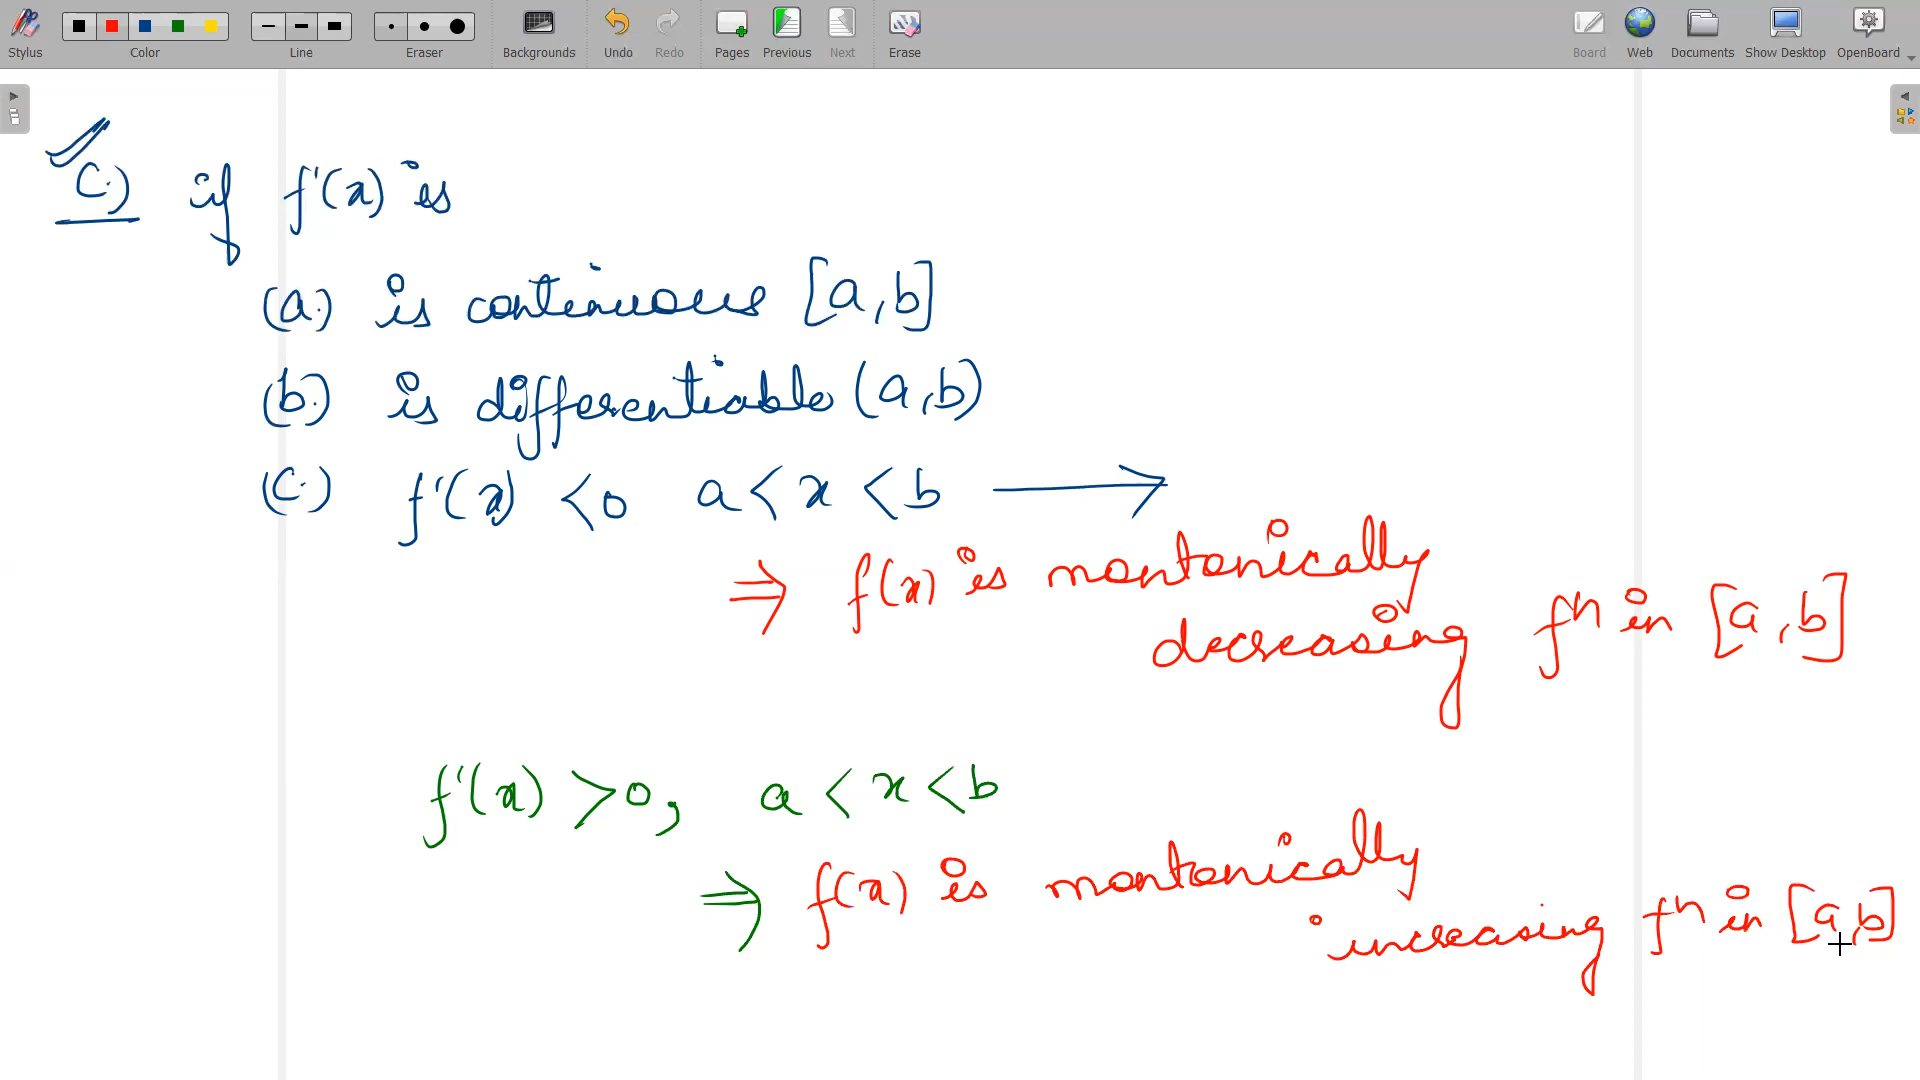 Stylus Color Line Eraser Backgrounds Undo Redo Pages Previous Next Erase Board Web Documents Show Desktop OpenBoard
C.) if f'(x) is
(a.) is continuous [a,b]
(b.) is differentiable (a,b)
(c.) f'(x) <0 a<x<b ⟶
⇒ f(x) is montonically
decreasing fⁿ in [a,b]
f'(x) >0, a<x<b
⇒ f(x) is montonically
increasing fⁿ in [a,b]